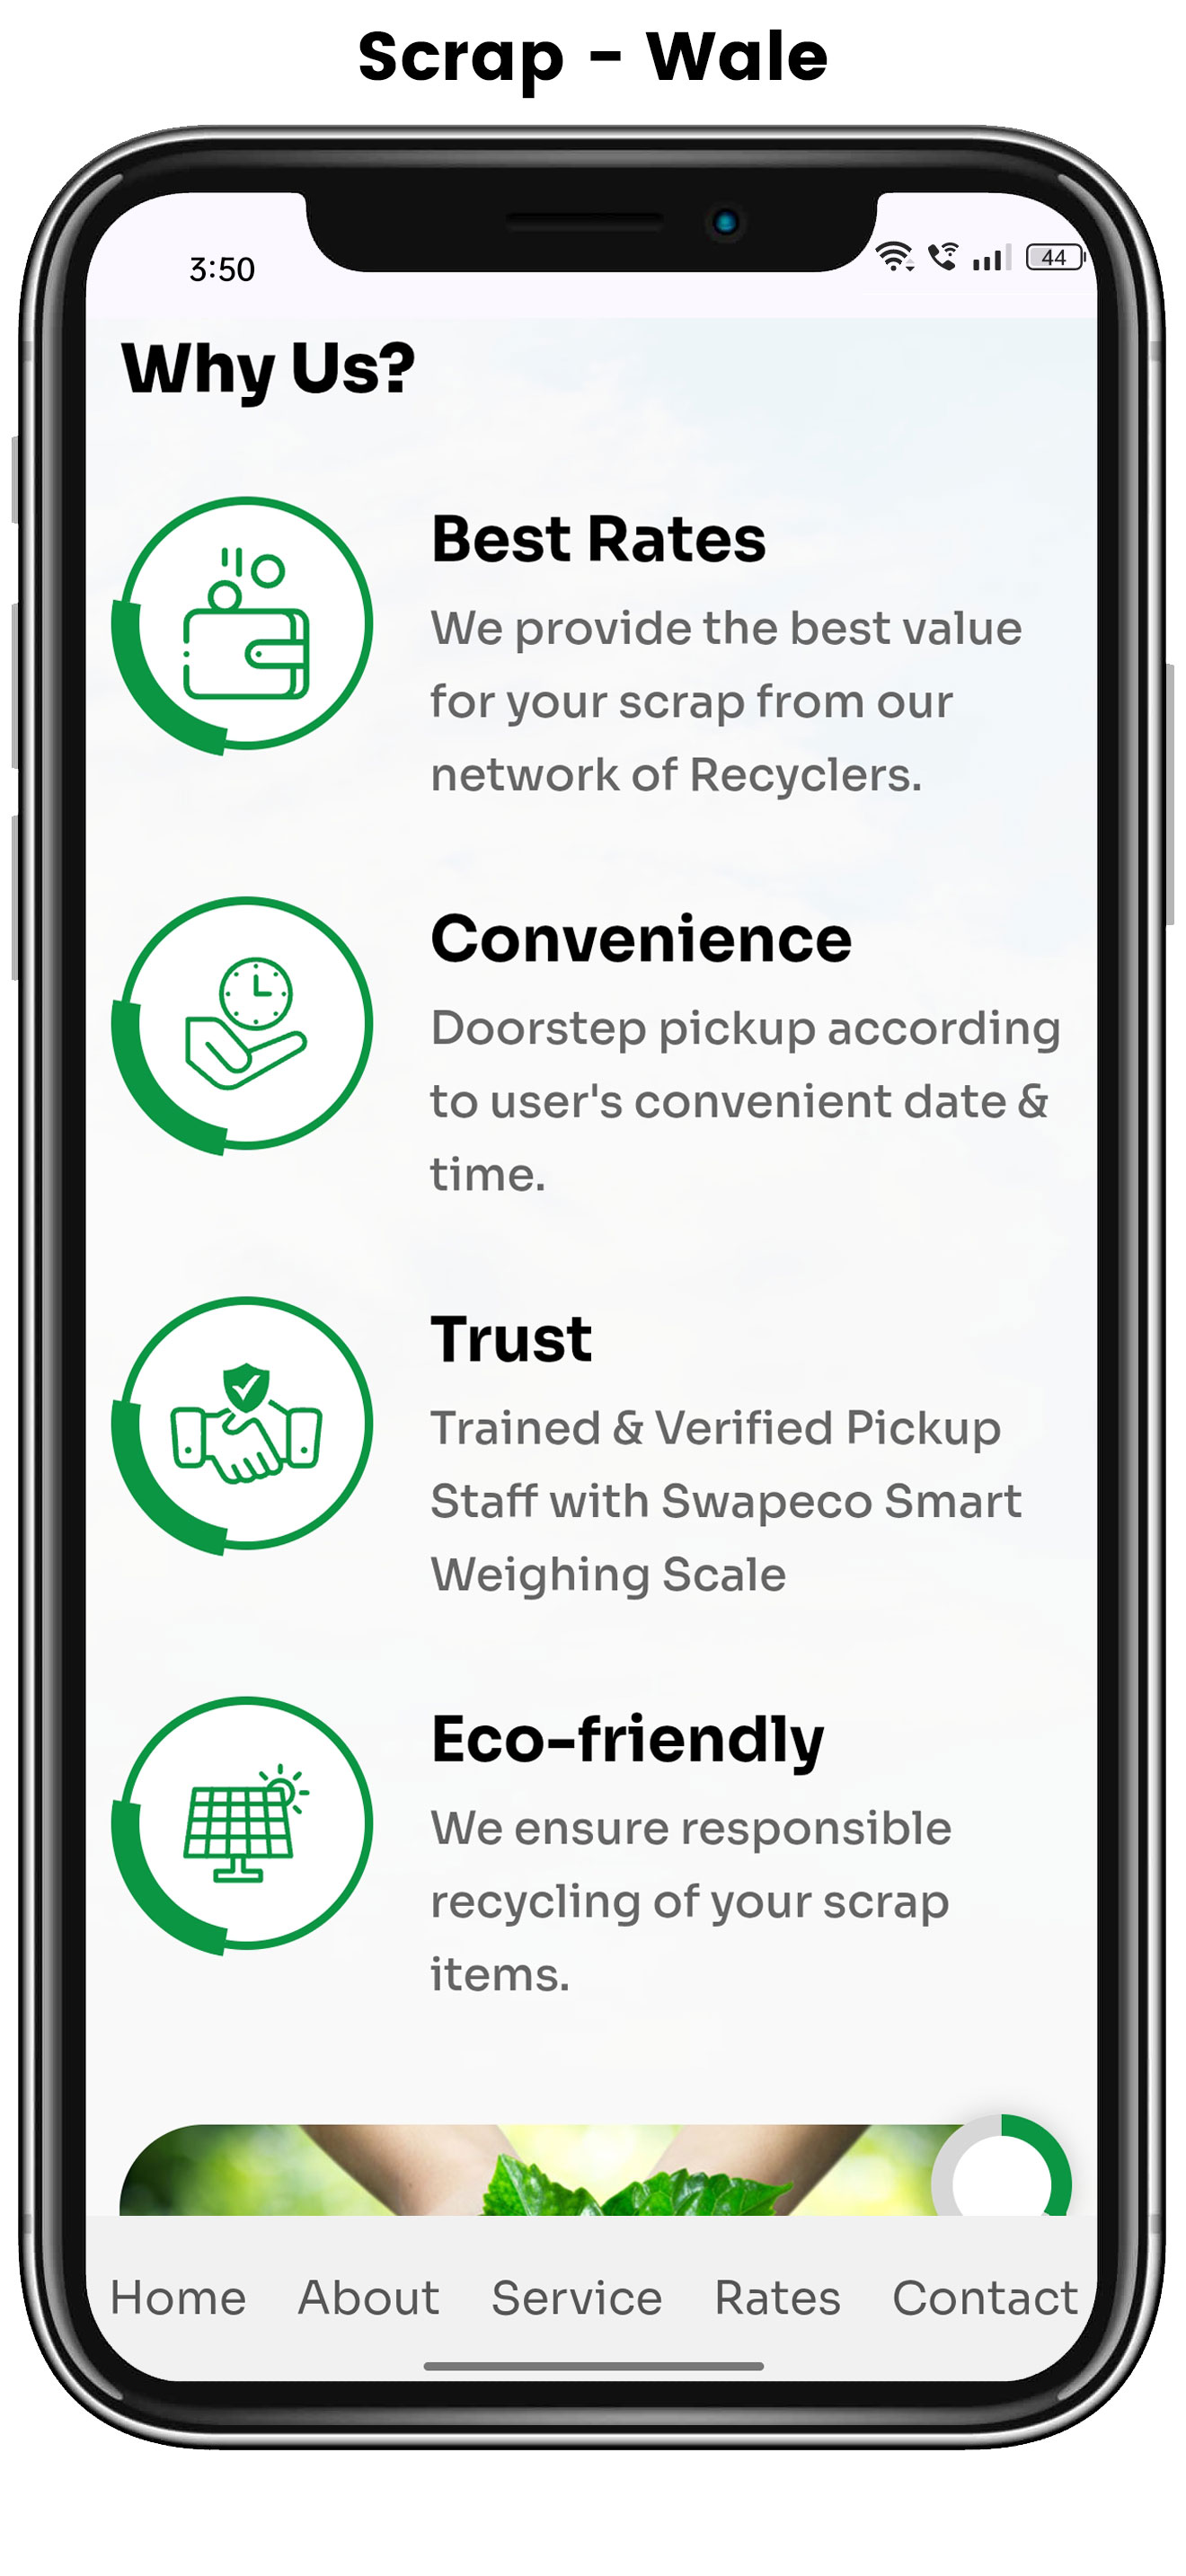 Scrap - Wale
3:50
44
Why Us?
Best Rates
We provide the best value
for your scrap from our
network of Recyclers.
Convenience
Doorstep pickup according
to user's convenient date &
time.
Trust
Trained & Verified Pickup
Staff with Swapeco Smart
Weighing Scale
Eco-friendly
We ensure responsible
recycling of your scrap
items.
Home About Service Rates Contact